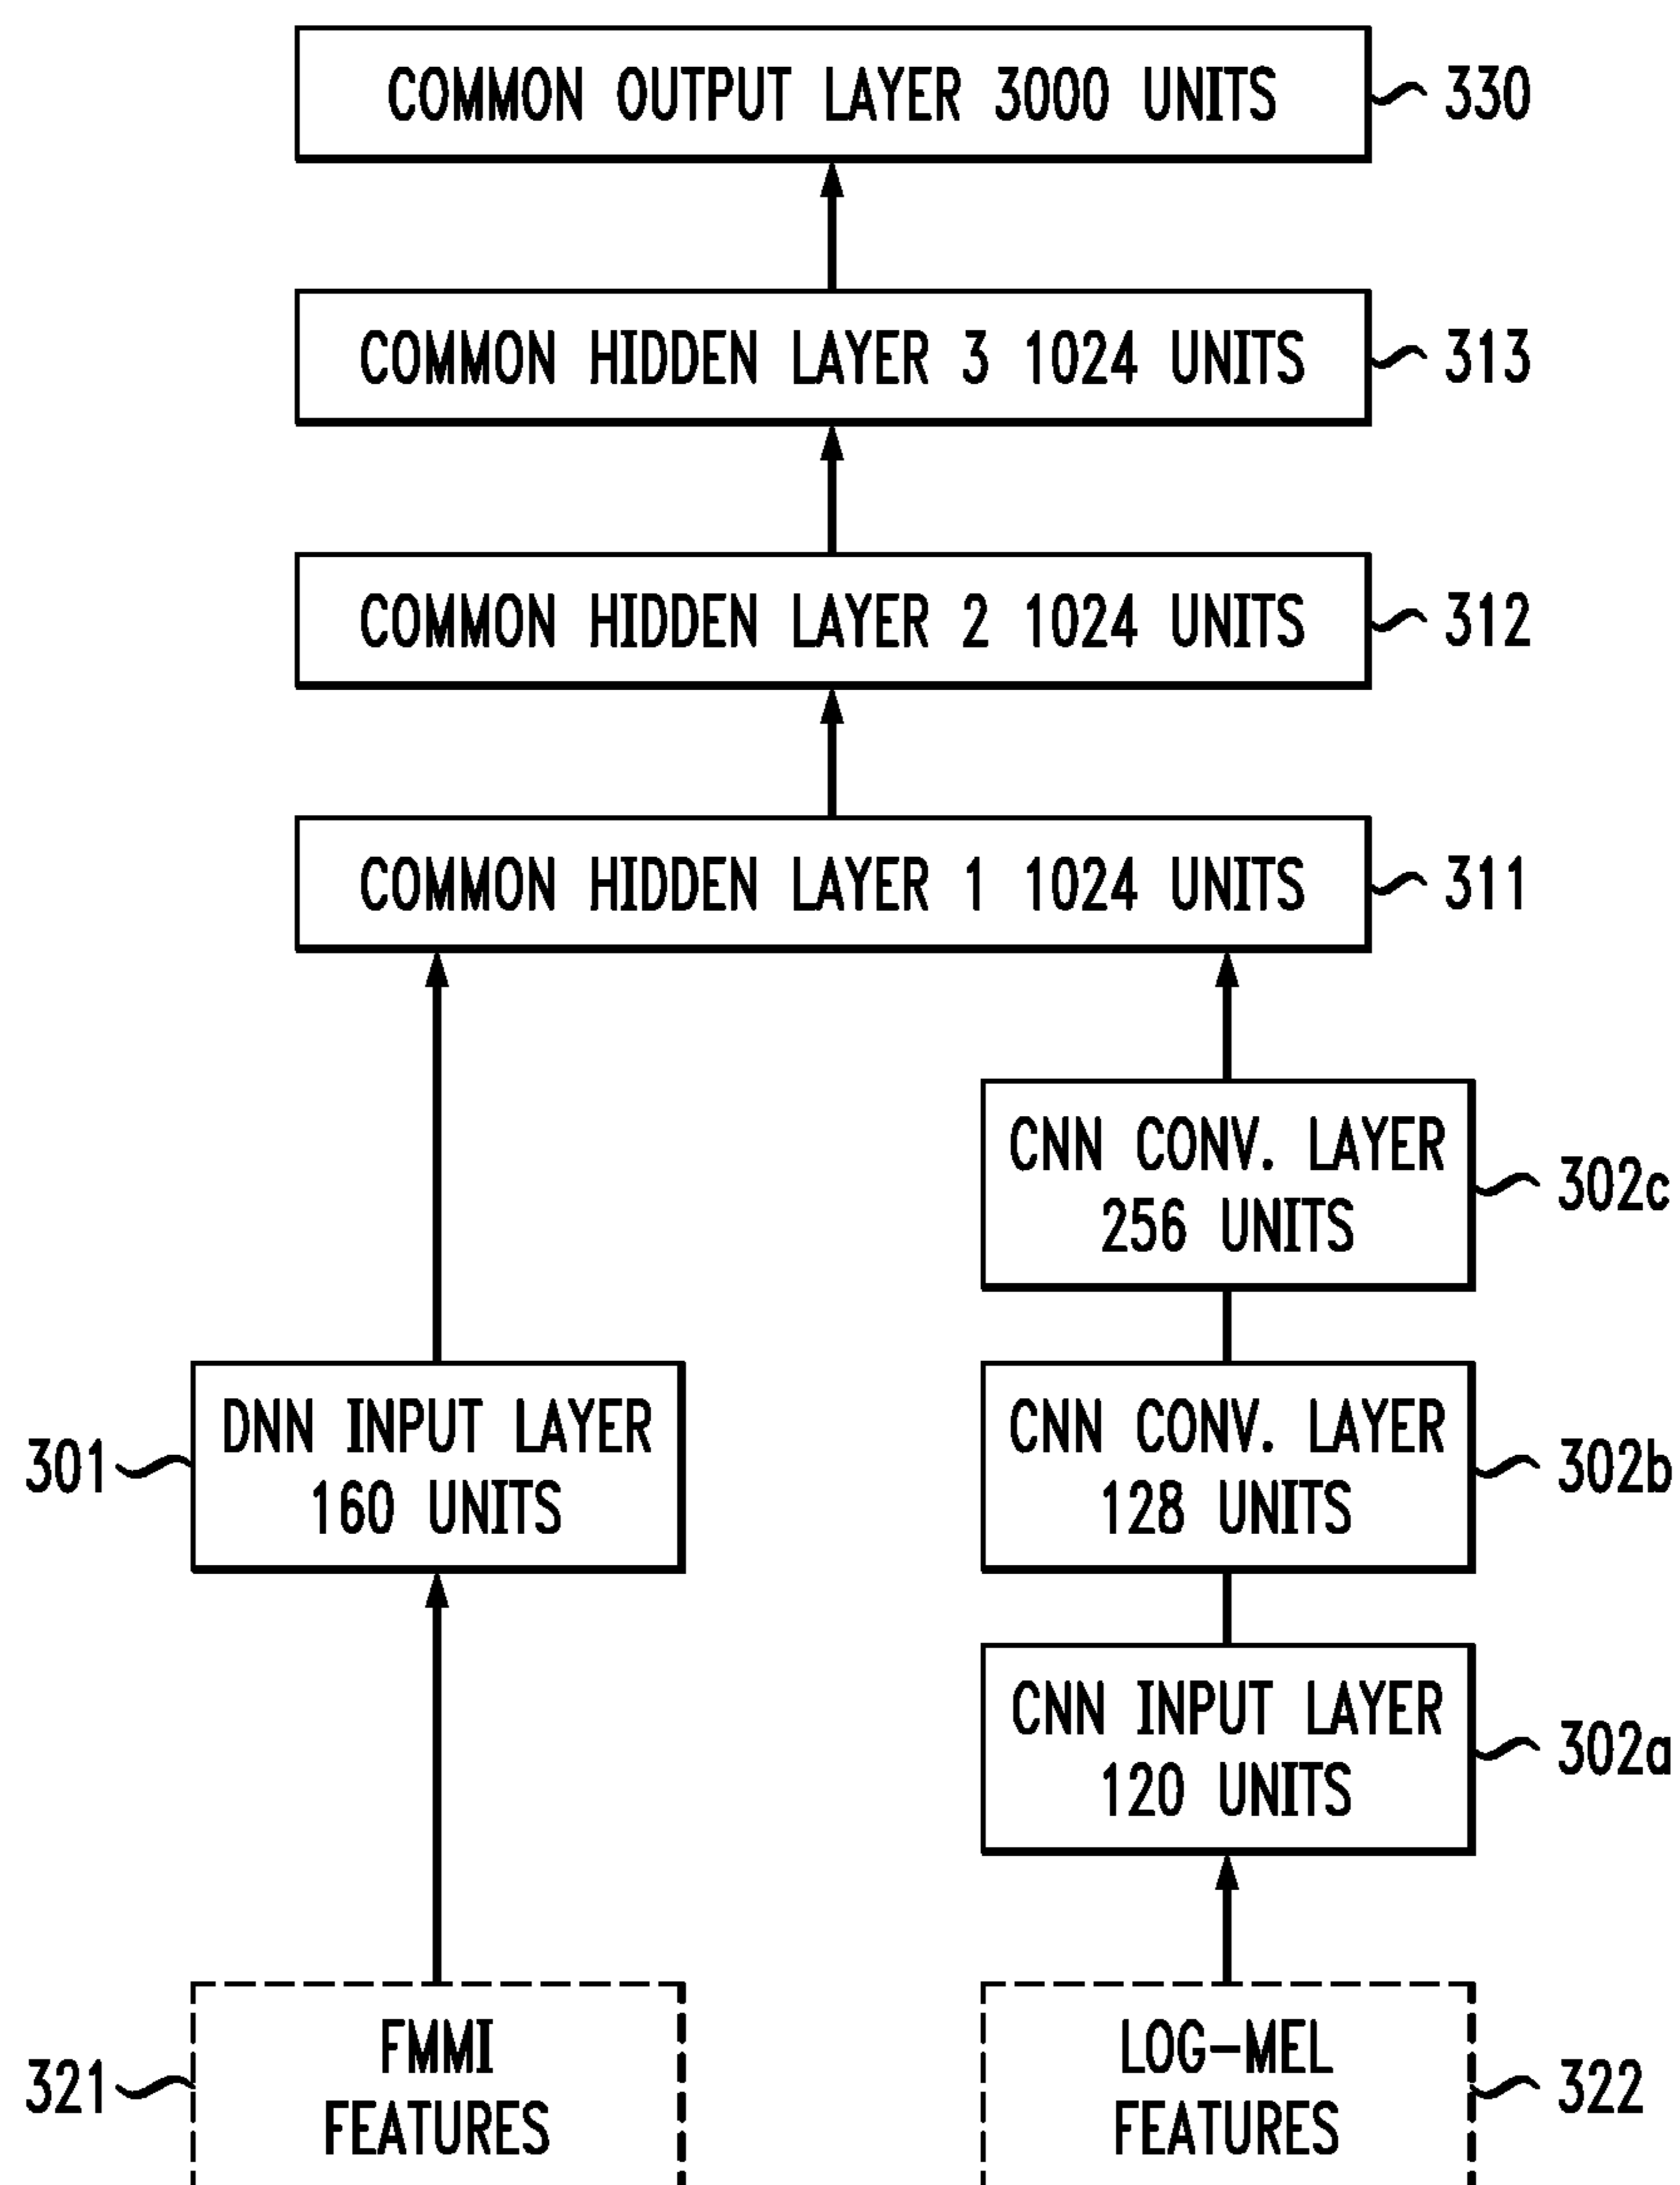 COMMON OUTPUT LAYER 3000 UNITS
330
COMMON HIDDEN LAYER 3 1024 UNITS
313
COMMON HIDDEN LAYER 2 1024 UNITS
312
COMMON HIDDEN LAYER 1 1024 UNITS
311
CNN CONV. LAYER
256 UNITS
302c
301
DNN INPUT LAYER
160 UNITS
CNN CONV. LAYER
128 UNITS
302b
CNN INPUT LAYER
120 UNITS
302a
321
FMMI
FEATURES
LOG-MEL
FEATURES
322